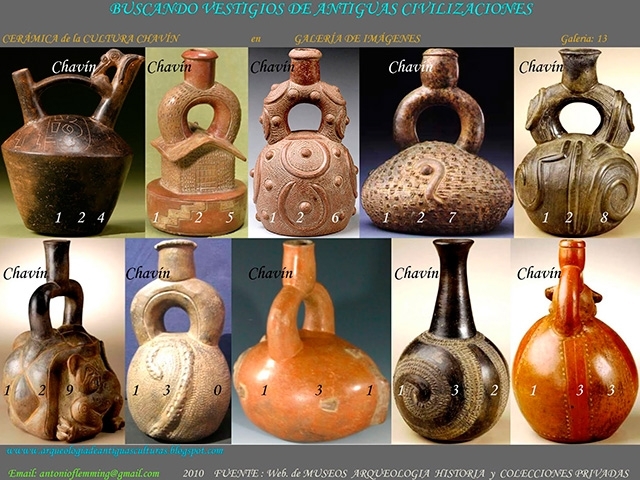 BUSCANDO VESTIGIOS DE ANTIGUAS CIVILIZACIONES
CERÁMICA de la CULTURA CHAVÍN en GALERÍA DE IMÁGENES Galeria: 13
Chavín Chavín Chavín Chavín Chavín
1 2 4 1 2 5 1 2 6 1 2 7 1 2 8
Chavín Chavín Chavín Chavín Chavín
1 2 9 1 3 0 1 3 1 1 3 2 1 3 3
www.arqueologiadeantiguasculturas.blogspot.com
Email: antonioflemming@gmail.com 2010 FUENTE : Web. de MUSEOS ARQUEOLOGIA HISTORIA y COLECCIONES PRIVADAS